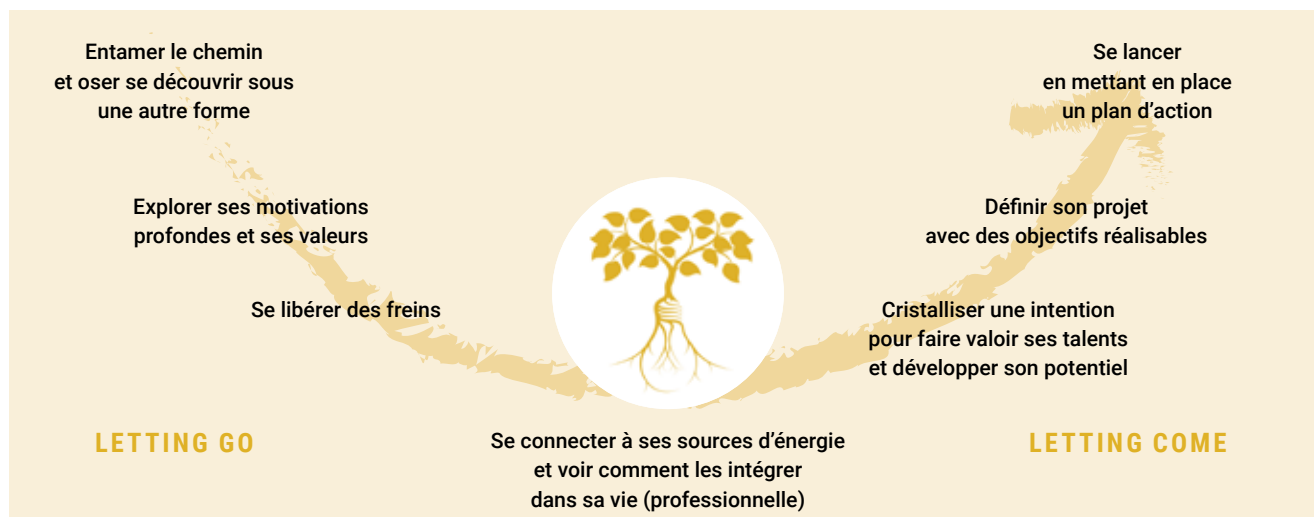 Entamer le chemin
et oser se découvrir sous
une autre forme
Explorer ses motivations
profondes et ses valeurs
Se libérer des freins
LETTING GO
Se connecter à ses sources d’énergie
et voir comment les intégrer
dans sa vie (professionnelle)
Cristalliser une intention
pour faire valoir ses talents
et développer son potentiel
Définir son projet
avec des objectifs réalisables
Se lancer
en mettant en place
un plan d’action
LETTING COME